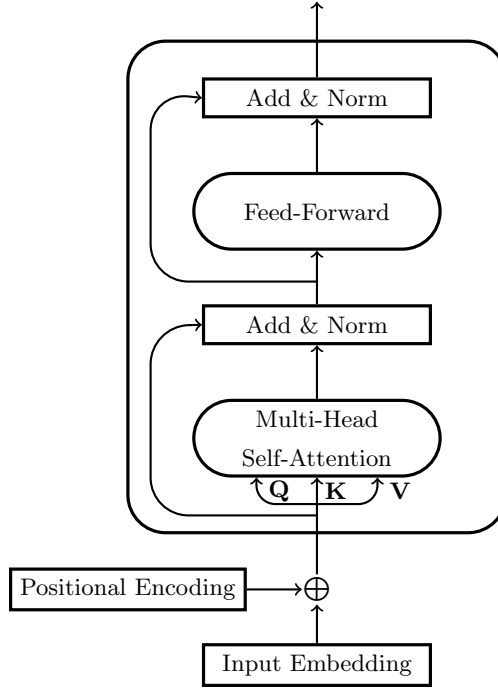 Add & Norm
Feed-Forward
Add & Norm
Multi-Head
Self-Attention
Q K V
Positional Encoding
Input Embedding